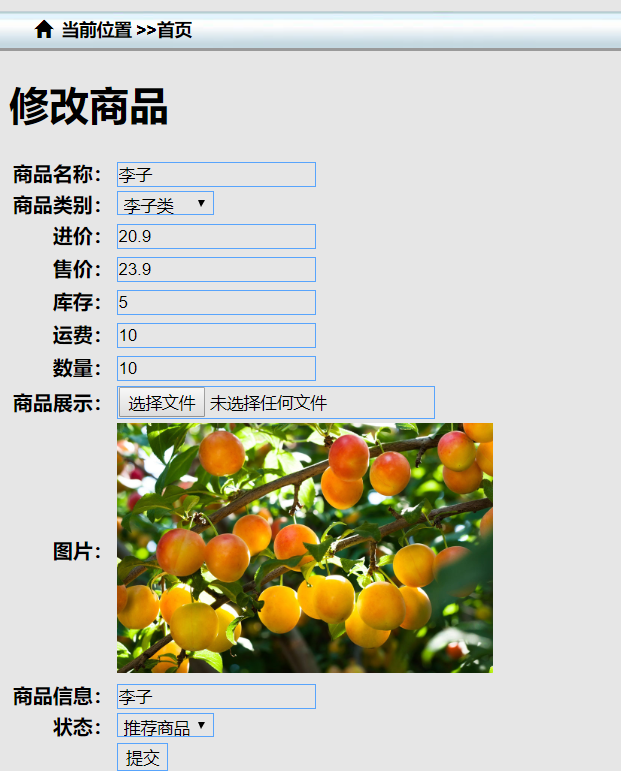 当前位置 >>首页
修改商品
商品名称： 李子
商品类别： 李子类
进价： 20.9
售价： 23.9
库存： 5
运费： 10
数量： 10
商品展示： 选择文件 未选择任何文件
图片：
商品信息： 李子
状态： 推荐商品
提交